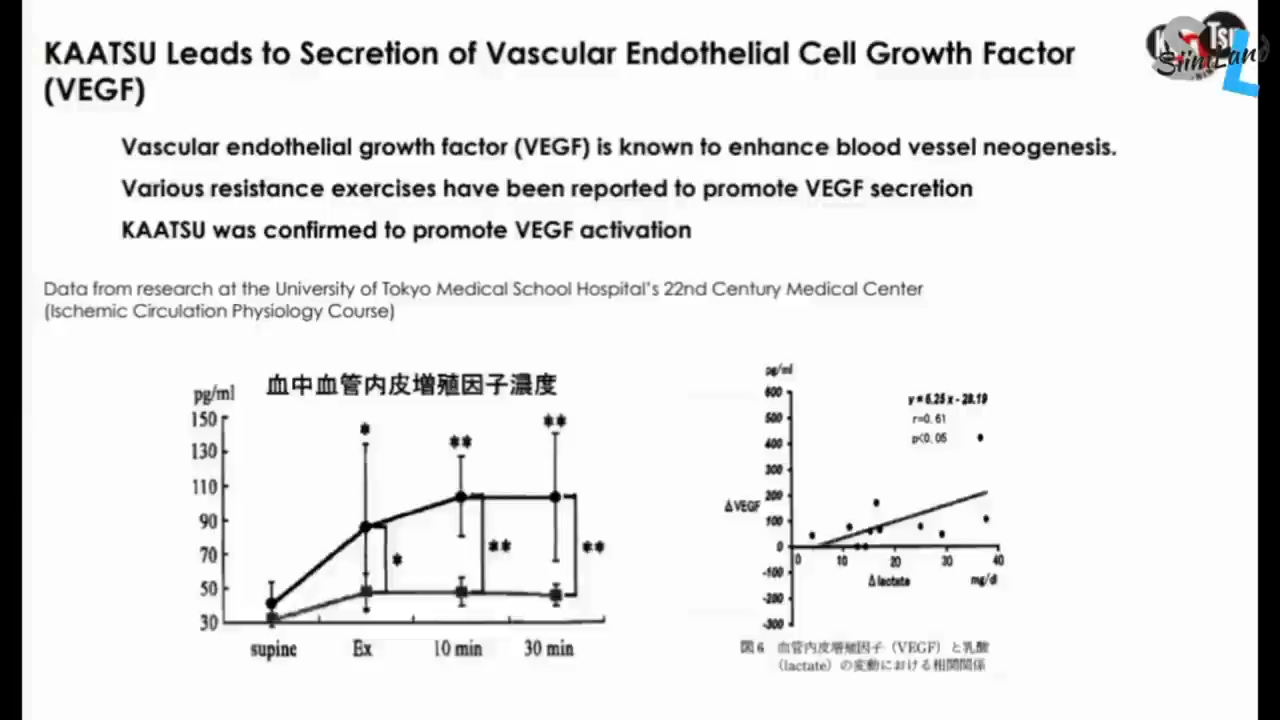 KAATSU Leads to Secretion of Vascular Endothelial Cell Growth Factor
(VEGF)
Vascular endothelial growth factor (VEGF) is known to enhance blood vessel neogenesis.
Various resistance exercises have been reported to promote VEGF secretion
KAATSU was confirmed to promote VEGF activation
Data from research at the University of Tokyo Medical School Hospital's 22nd Century Medical Center
(Ischemic Circulation Physiology Course)
血中血管内皮増殖因子濃度
pg/ml
150
130
110
90
70
50
30
*
**
**
*
**
**
supine Ex 10 min 30 min
pg/ml
600
500
400
300
200
100
0
-100
-200
-300
y = 6.25 x - 28.19
r=0.61
p<0.05
Δ VEGF
0 10 20 30 40
Δ lactate mg/dl
図 6 血管内皮増殖因子（VEGF）と乳酸
（lactate）の変動における相関関係
Siim Land